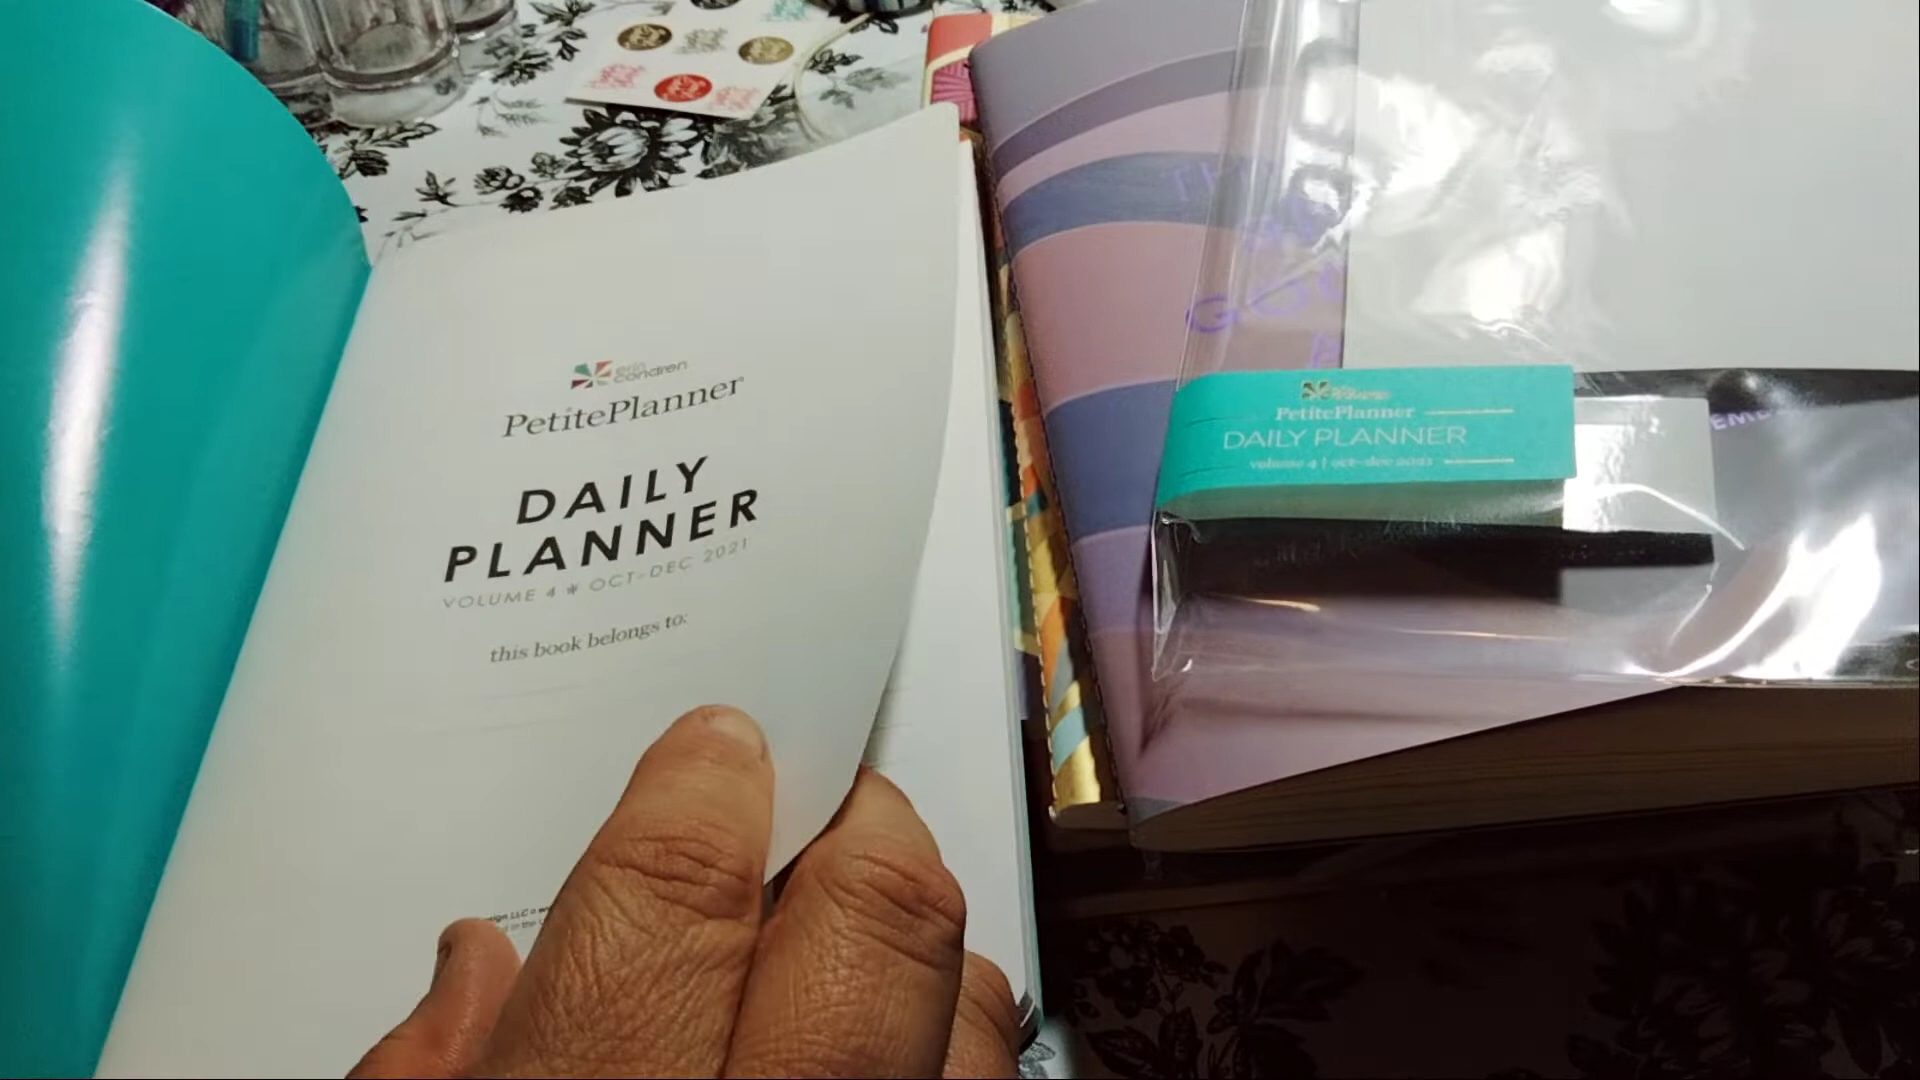 erin
condren
PetitePlanner
DAILY
PLANNER
VOLUME 4 * OCT-DEC 2021
this book belongs to:
PetitePlanner
DAILY PLANNER
volume 4 | oct-dec 2021